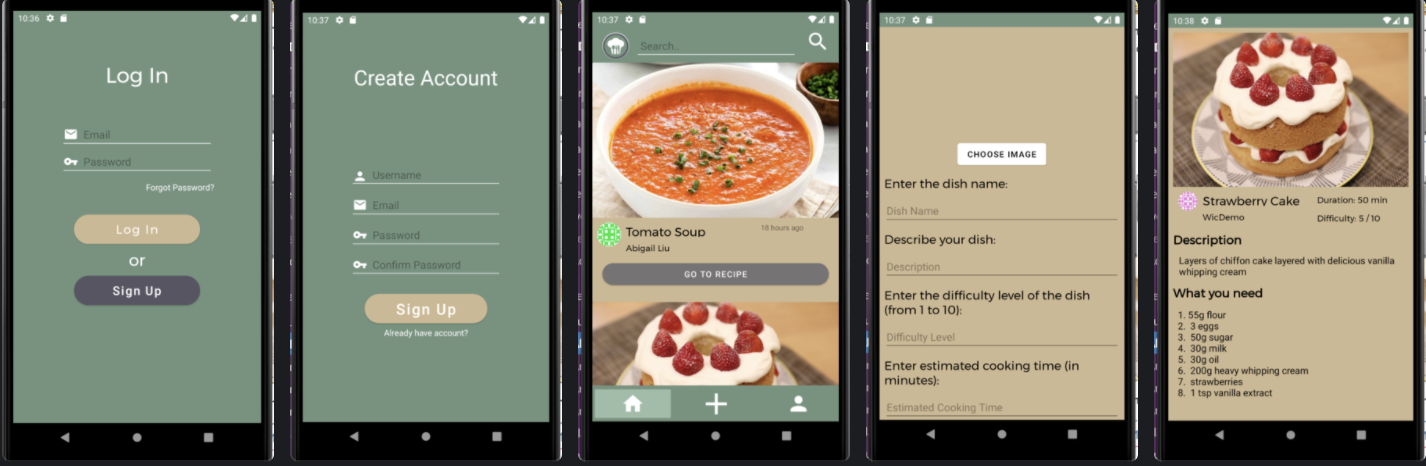 10:36
Log In
Email
Password
Forgot Password?
Log In
or
Sign Up
10:37
Create Account
Username
Email
Password
Confirm Password
Sign Up
Already have account?
10:37
Search..
Tomato Soup
18 hours ago
Abigail Liu
GO TO RECIPE
10:37
CHOOSE IMAGE
Enter the dish name:
Dish Name
Describe your dish:
Description
Enter the difficulty level of the dish
(from 1 to 10):
Difficulty Level
Enter estimated cooking time (in
minutes):
Estimated Cooking Time
10:38
Strawberry Cake
Duration: 50 min
WicDemo
Difficulty: 5 / 10
Description
Layers of chiffon cake layered with delicious vanilla
whipping cream
What you need
1. 55g flour
2. 3 eggs
3. 50g sugar
4. 30g milk
5. 30g oil
6. 200g heavy whipping cream
7. strawberries
8. 1 tsp vanilla extract